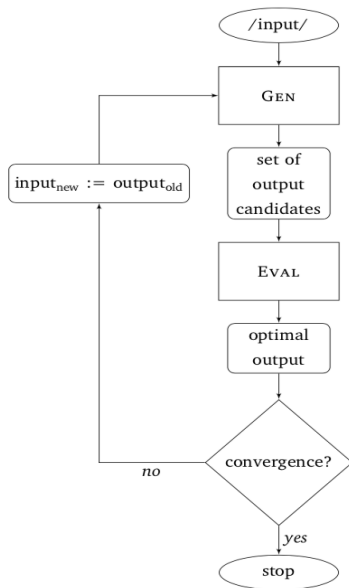 /input/
GEN
set of
output
candidates
input_new := output_old
EVAL
optimal
output
convergence?
no
yes
stop